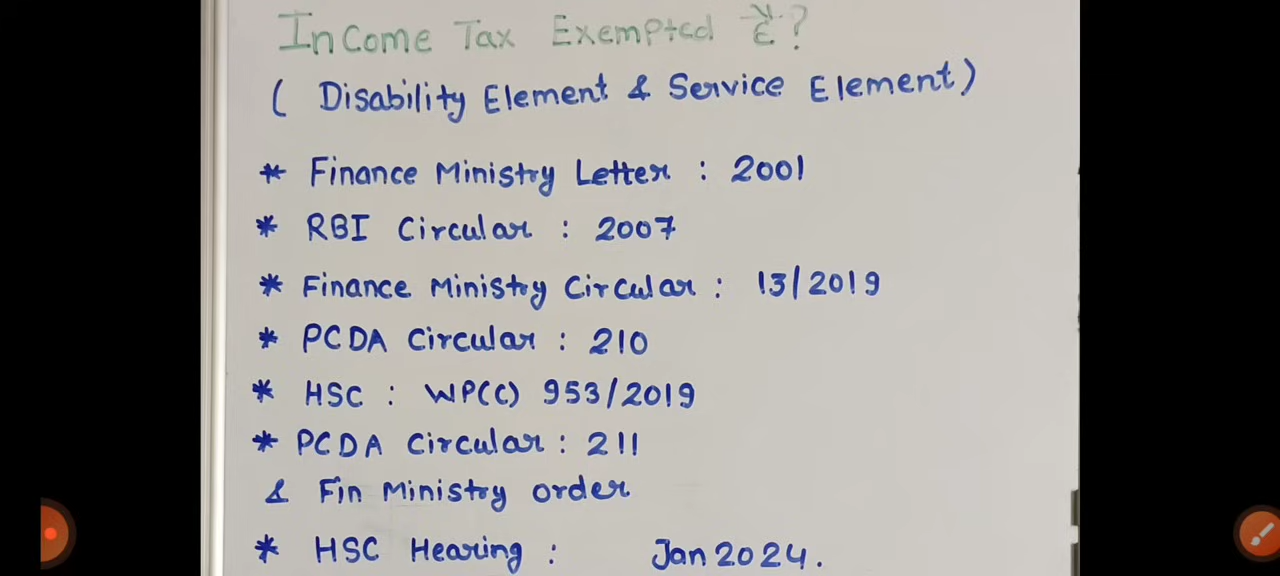 Income Tax Exempted है?
( Disability Element & Service Element)
* Finance Ministry Letter : 2001
* RBI Circular : 2007
* Finance Ministry Circular : 13/2019
* PCDA Circular : 210
* HSC : WP(C) 953/2019
* PCDA Circular : 211
& Fin Ministry order
* HSC Hearing : Jan 2024.